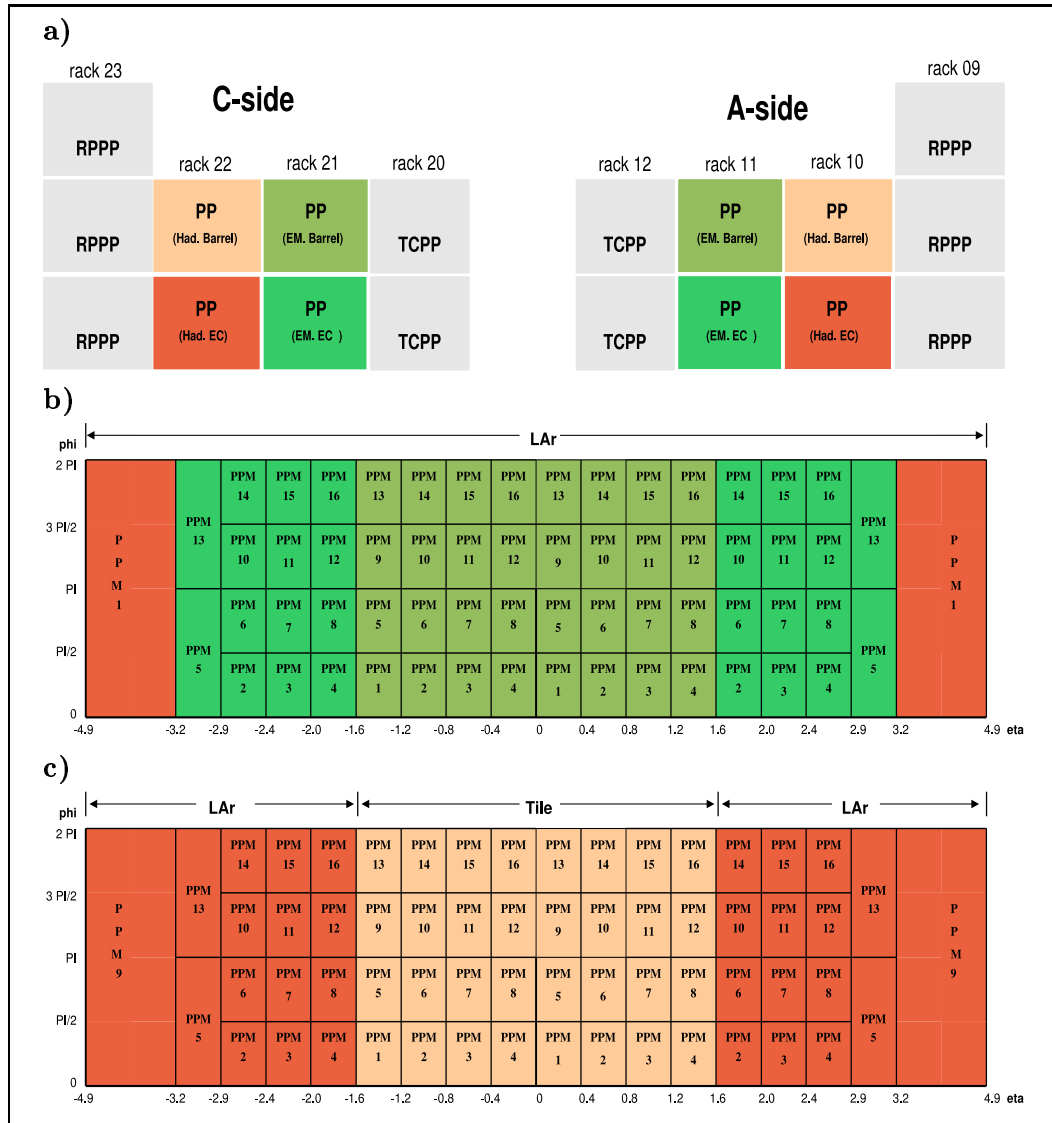 a)
rack 23
rack 09
C-side
A-side
rack 22
rack 21
rack 20
rack 12
rack 11
rack 10
RPPP
RPPP
PP
(Had. Barrel)
PP
(EM. Barrel)
PP
(EM. Barrel)
PP
(Had. Barrel)
RPPP
TCPP
TCPP
RPPP
PP
(Had. EC)
PP
(EM. EC )
PP
(EM. EC )
PP
(Had. EC)
RPPP
TCPP
TCPP
RPPP
b)
LAr
phi
2 PI
PPM PPM PPM PPM PPM PPM PPM PPM PPM PPM PPM PPM PPM PPM
14 15 16 13 14 15 16 13 14 15 16 14 15 16
3 PI/2
PPM 13
PPM PPM PPM PPM PPM PPM PPM PPM PPM PPM PPM PPM PPM PPM
10 11 12 9 10 11 12 9 10 11 12 10 11 12
PPM 13
P P M 1
P P M 1
PI
PPM PPM PPM PPM PPM PPM PPM PPM PPM PPM PPM PPM PPM PPM
6 7 8 5 6 7 8 5 6 7 8 6 7 8
PI/2
PPM 5
PPM PPM PPM PPM PPM PPM PPM PPM PPM PPM PPM PPM PPM PPM
2 3 4 1 2 3 4 1 2 3 4 2 3 4
PPM 5
0
-4.9 -3.2 -2.4 -2.0 -1.6 -1.2 -0.8 -0.4 0 0.4 0.8 1.2 1.6 2.0 2.4 2.9 3.2 4.9 eta
c)
LAr Tile LAr
phi
2 PI
PPM PPM PPM PPM PPM PPM PPM PPM PPM PPM PPM PPM PPM PPM
14 15 16 13 14 15 16 13 14 15 16 14 15 16
3 PI/2
PPM 13
PPM PPM PPM PPM PPM PPM PPM PPM PPM PPM PPM PPM PPM PPM
10 11 12 9 10 11 12 9 10 11 12 10 11 12
PPM 13
P P M 9
P P M 9
PI
PPM PPM PPM PPM PPM PPM PPM PPM PPM PPM PPM PPM PPM PPM
6 7 8 5 6 7 8 5 6 7 8 6 7 8
PI/2
PPM 5
PPM PPM PPM PPM PPM PPM PPM PPM PPM PPM PPM PPM PPM PPM
2 3 4 1 2 3 4 1 2 3 4 2 3 4
PPM 5
0
-4.9 -3.2 -2.9 -2.4 -2.0 -1.6 -1.2 -0.8 -0.4 0 0.4 0.8 1.2 1.6 2.0 2.9 3.2 4.9 eta